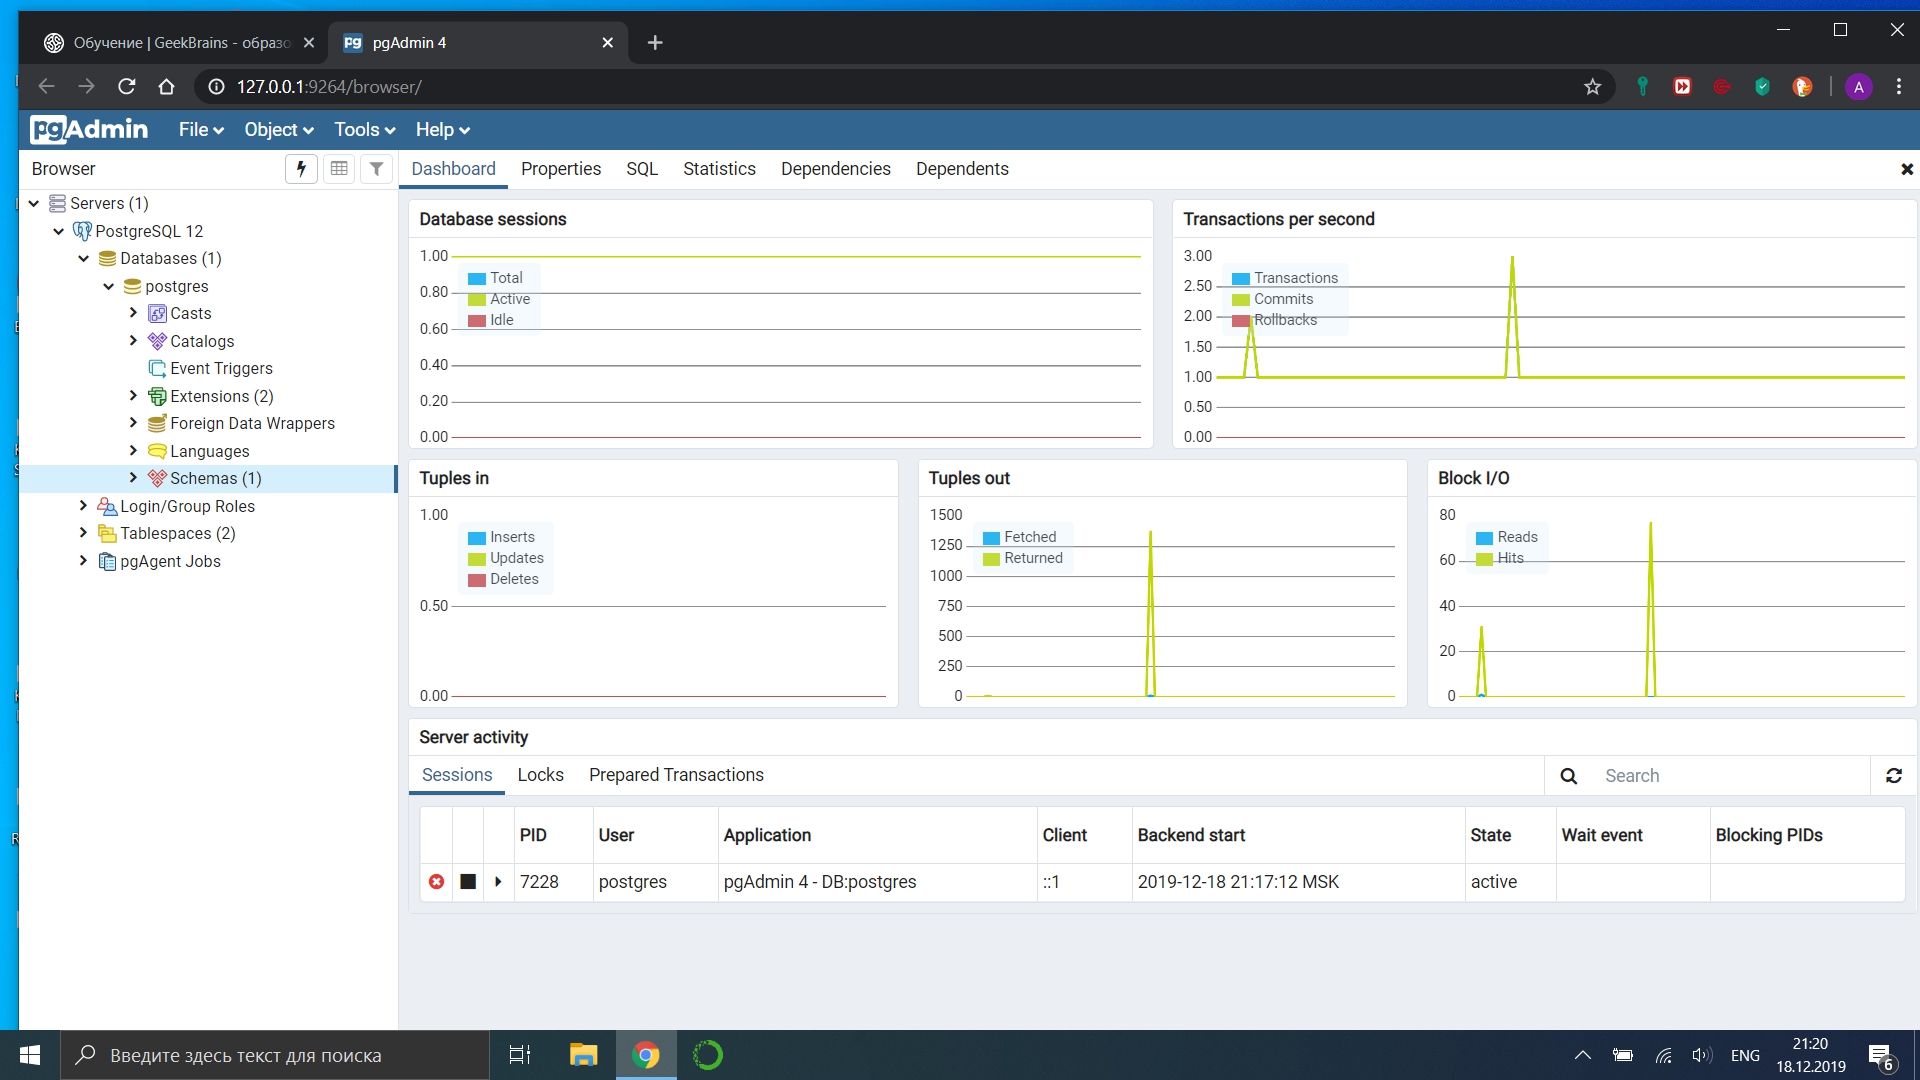 Обучение | GeekBrains - образо
pgAdmin 4
127.0.0.1:9264/browser/
A
pgAdmin
File
Object
Tools
Help
Browser
Dashboard
Properties
SQL
Statistics
Dependencies
Dependents
Servers (1)
PostgreSQL 12
Databases (1)
postgres
Casts
Catalogs
Event Triggers
Extensions (2)
Foreign Data Wrappers
Languages
Schemas (1)
Login/Group Roles
Tablespaces (2)
pgAgent Jobs
Database sessions
1.00
0.80
0.60
0.40
0.20
0.00
Total
Active
Idle
Transactions per second
3.00
2.50
2.00
1.50
1.00
0.50
0.00
Transactions
Commits
Rollbacks
Tuples in
1.00
0.50
0.00
Inserts
Updates
Deletes
Tuples out
1500
1250
1000
750
500
250
0
Fetched
Returned
Block I/O
80
60
40
20
0
Reads
Hits
Server activity
Sessions
Locks
Prepared Transactions
Search
PID User Application Client Backend start State Wait event Blocking PIDs
7228 postgres pgAdmin 4 - DB:postgres ::1 2019-12-18 21:17:12 MSK active
Введите здесь текст для поиска
ENG
21:20
18.12.2019
6